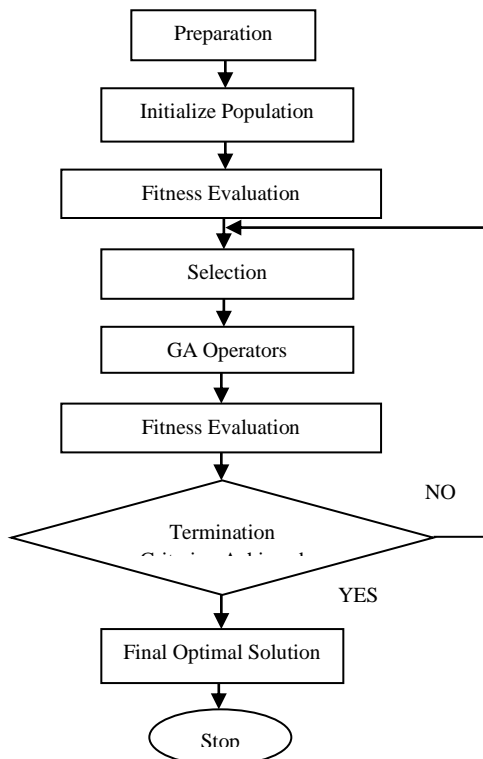 Preparation
Initialize Population
Fitness Evaluation
Selection
GA Operators
Fitness Evaluation
NO
Termination
YES
Final Optimal Solution
Stop